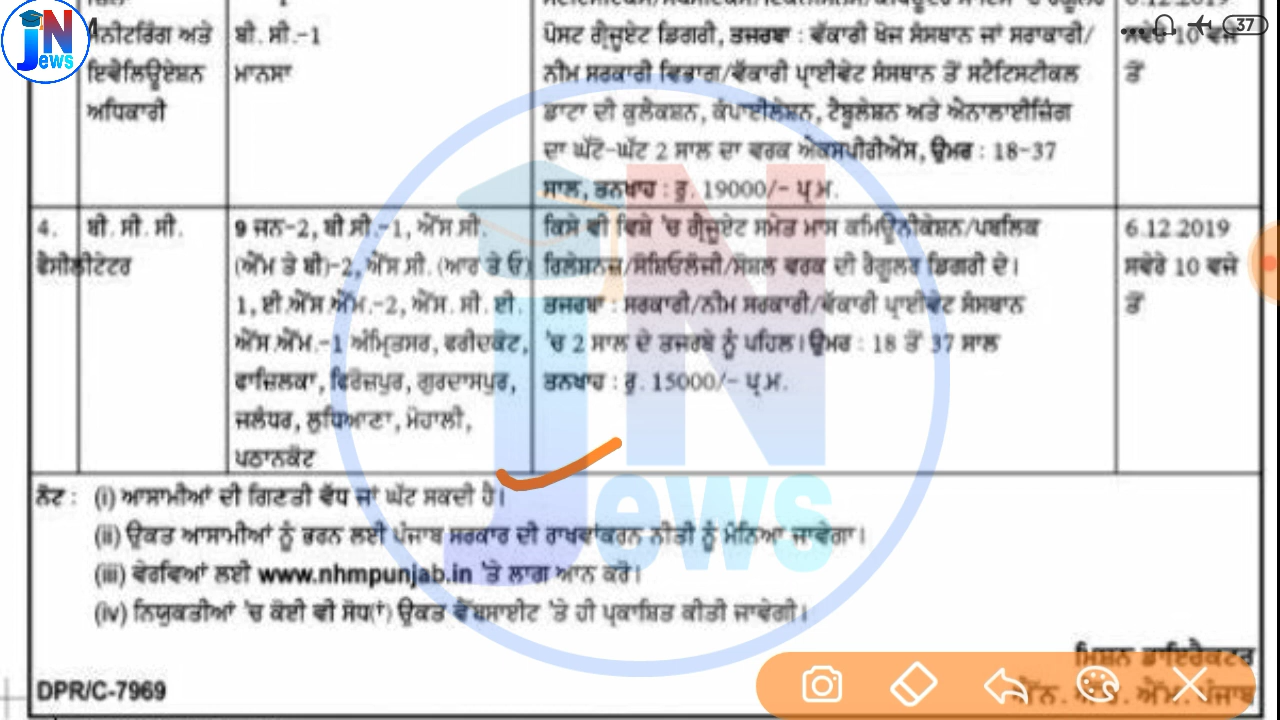 ਮੌਨੀਟਰਿੰਗ ਅਤੇ
ਇਵੈਲਿਊਏਸ਼ਨ
ਅਧਿਕਾਰੀ
ਬੀ. ਸੀ.-1
ਮਾਨਸਾ
ਪੋਸਟ ਗ੍ਰੈਜੂਏਟ ਡਿਗਰੀ, ਤਜਰਬਾ : ਵੱਕਾਰੀ ਖੋਜ ਸੰਸਥਾਨ ਜਾਂ ਸਰਾਕਾਰੀ/
ਨੀਮ ਸਰਕਾਰੀ ਵਿਭਾਗ/ਵੱਕਾਰੀ ਪ੍ਰਾਈਵੇਟ ਸੰਸਥਾਨ ਤੋਂ ਸਟੈਟਿਸਟੀਕਲ
ਡਾਟਾ ਦੀ ਕੁਲੈਕਸ਼ਨ, ਕੰਪਾਈਲੇਸ਼ਨ, ਟੈਬੂਲੇਸ਼ਨ ਅਤੇ ਐਨਾਲਾਈਜ਼ਿੰਗ
ਦਾ ਘੱਟੋ-ਘੱਟ 2 ਸਾਲ ਦਾ ਵਰਕ ਐਕਸਪੀਰੀਐਂਸ, ਉਮਰ : 18-37
ਸਾਲ, ਤਨਖਾਹ : ਰੁ. 19000/- ਪ੍ਰ.ਮ.
ਸਵੇਰੇ 10 ਵਜੇ
ਤੋਂ
4. ਬੀ. ਸੀ. ਸੀ.
ਫੈਸੀਲੀਟੇਟਰ
9 ਜਨ-2, ਬੀ ਸੀ.-1, ਐੱਸ ਸੀ.
(ਐੱਮ ਤੇ ਬੀ)-2, ਐੱਸ.ਸੀ. (ਆਰ ਤੇ ਓ)
1, ਈ.ਐੱਸ.ਐੱਮ.-2, ਐੱਸ. ਸੀ. ਈ.
ਐੱਸ.ਐੱਮ.-1 ਅੰਮ੍ਰਿਤਸਰ, ਫਰੀਦਕੋਟ,
ਫਾਜ਼ਿਲਕਾ, ਫਿਰੋਜ਼ਪੁਰ, ਗੁਰਦਾਸਪੁਰ,
ਜਲੰਧਰ, ਲੁਧਿਆਣਾ, ਮੋਹਾਲੀ,
ਪਠਾਨਕੋਟ
ਕਿਸੇ ਵੀ ਵਿਸ਼ੇ 'ਚ ਗ੍ਰੈਜੂਏਟ ਸਮੇਤ ਮਾਸ ਕਮਿਊਨੀਕੇਸ਼ਨ/ਪਬਲਿਕ
ਰਿਲੇਸ਼ਨਜ਼/ਸੋਸ਼ਿਓਲੋਜੀ/ਸੋਸ਼ਲ ਵਰਕ ਦੀ ਰੈਗੂਲਰ ਡਿਗਰੀ ਦੇ।
ਤਜਰਬਾ : ਸਰਕਾਰੀ/ਨੀਮ ਸਰਕਾਰੀ/ਵੱਕਾਰੀ ਪ੍ਰਾਈਵੇਟ ਸੰਸਥਾਨ
'ਚ 2 ਸਾਲ ਦੇ ਤਜਰਬੇ ਨੂੰ ਪਹਿਲ। ਉਮਰ : 18 ਤੋਂ 37 ਸਾਲ
ਤਨਖਾਹ : ਰੁ. 15000/- ਪ੍ਰ.ਮ.
6.12.2019
ਸਵੇਰੇ 10 ਵਜੇ
ਤੋਂ
ਨੋਟ : (i) ਆਸਾਮੀਆਂ ਦੀ ਗਿਣਤੀ ਵੱਧ ਜਾਂ ਘੱਟ ਸਕਦੀ ਹੈ।
(ii) ਉਕਤ ਆਸਾਮੀਆਂ ਨੂੰ ਭਰਨ ਲਈ ਪੰਜਾਬ ਸਰਕਾਰ ਦੀ ਰਾਖਵਾਂਕਰਨ ਨੀਤੀ ਨੂੰ ਮੰਨਿਆ ਜਾਵੇਗਾ।
(iii) ਵੇਰਵਿਆਂ ਲਈ www.nhmpunjab.in 'ਤੇ ਲਾਗ ਆਨ ਕਰੋ।
(iv) ਨਿਯੁਕਤੀਆਂ 'ਚ ਕੋਈ ਵੀ ਸੋਧ(ਾਂ) ਉਕਤ ਵੈੱਬਸਾਈਟ 'ਤੇ ਹੀ ਪ੍ਰਕਾਸ਼ਿਤ ਕੀਤੀ ਜਾਵੇਗੀ।
ਮਿਸ਼ਨ ਡਾਇਰੈਕਟਰ
ਐੱਨ. ਐੱਚ. ਐੱਮ. ਪੰਜਾਬ
DPR/C-7969
jN
ews
jN
ews
37